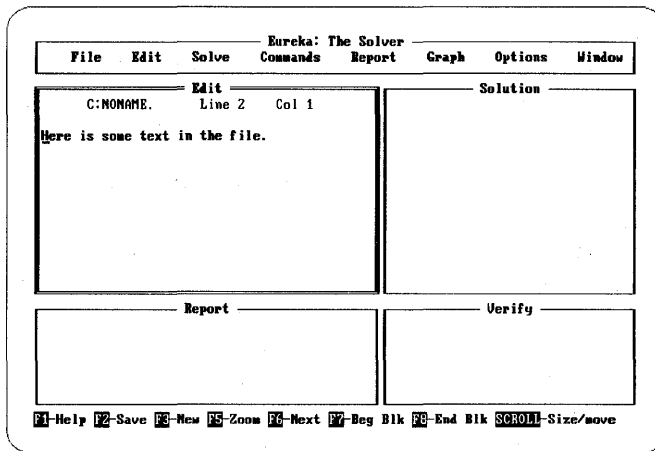 Eureka: The Solver
File Edit Solve Commands Report Graph Options Window
Edit
C:NONAME. Line 2 Col 1
Here is some text in the file.
Solution
Report
Verify
F1-Help F2-Save F3-New F5-Zoom F6-Next F7-Beg Blk F8-End Blk SCROLL-Size/move